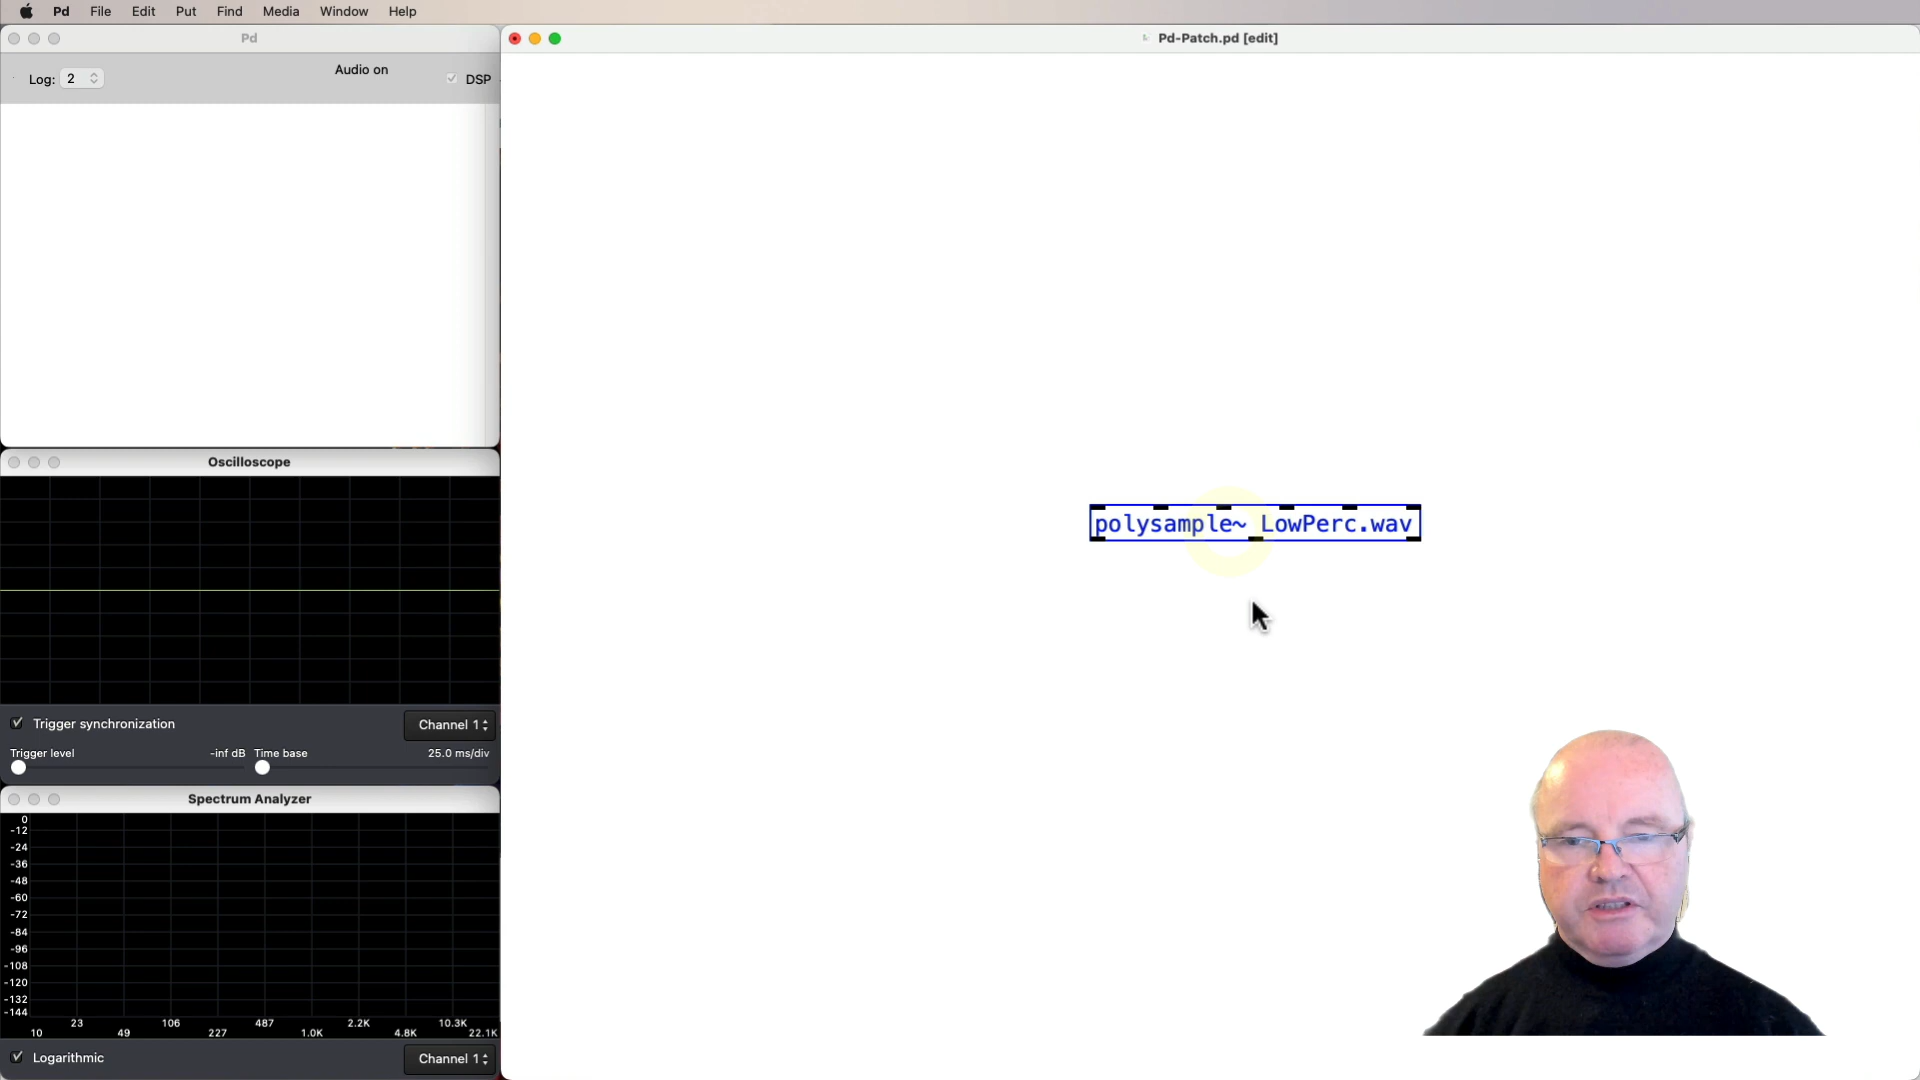 Pd File Edit Put Find Media Window Help
Pd
Log: 2
Audio on
DSP
Pd-Patch.pd [edit]
polysample~ LowPerc.wav
Oscilloscope
Trigger synchronization
Channel 1
Trigger level -inf dB Time base 25.0 ms/div
Spectrum Analyzer
0
-12
-24
-36
-48
-60
-72
-84
-96
-108
-120
-132
-144
10 23 49 106 227 487 1.0K 2.2K 4.8K 10.3K 22.1K
Logarithmic
Channel 1